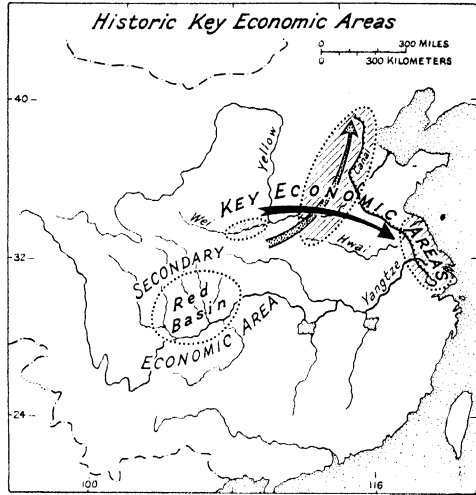 Historic Key Economic Areas
0 300 MILES
0 300 KILOMETERS
40
Yellow
Canal
KEY ECONOMIC AREAS
Wei
Hwai
32
SECONDARY
Yangtze
Red
Basin
ECONOMIC AREA
24
100
116